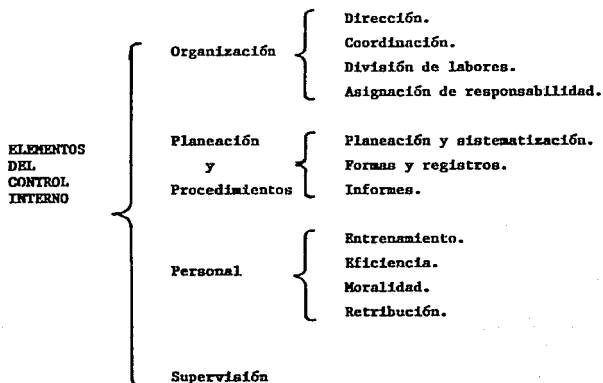 ELEMENTOS
DEL
CONTROL
INTERNO
Organización
Dirección.
Coordinación.
División de labores.
Asignación de responsabilidad.
Planeación
y
Procedimientos
Planeación y sistematización.
Formas y registros.
Informes.
Personal
Entrenamiento.
Eficiencia.
Moralidad.
Retribución.
Supervisión